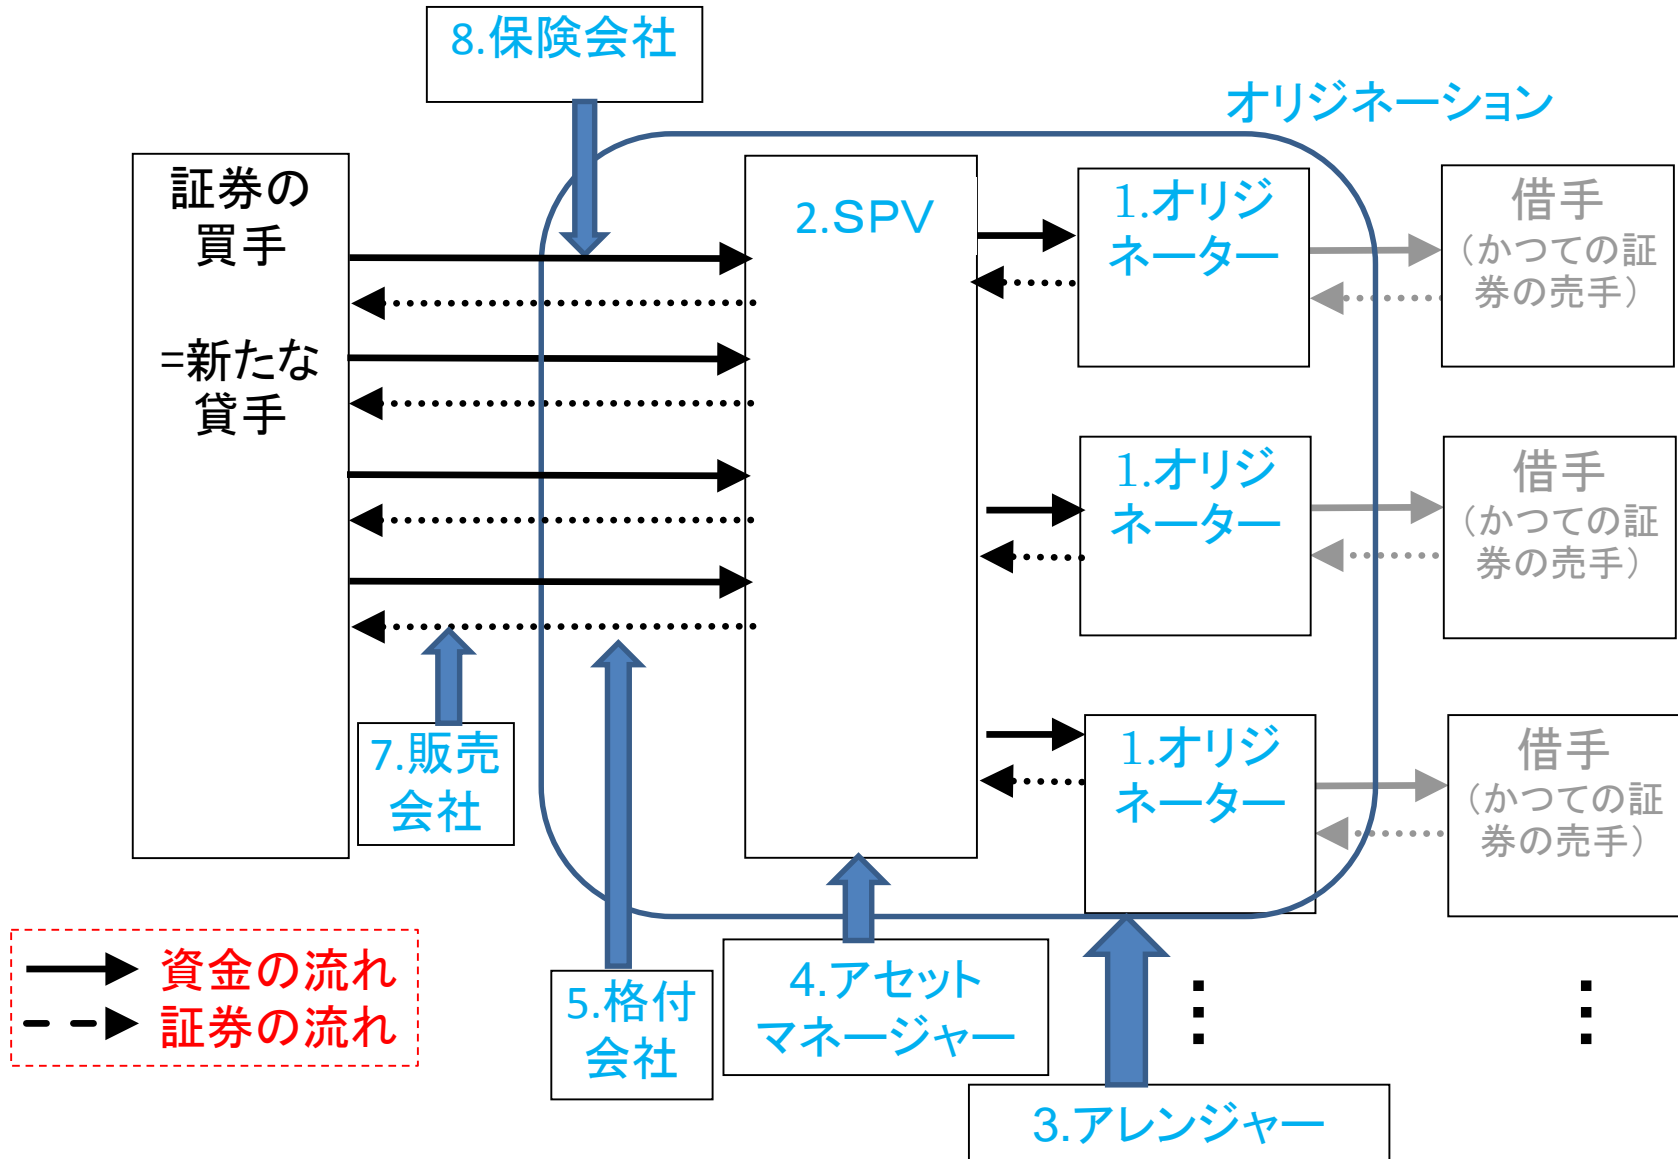 8.保険会社
オリジネーション
証券の
買手
=新たな
貸手
2.SPV
1.オリジ
ネーター
借手
(かつての証
券の売手)
1.オリジ
ネーター
借手
(かつての証
券の売手)
1.オリジ
ネーター
借手
(かつての証
券の売手)
7.販売
会社
5.格付
会社
4.アセット
マネージャー
3.アレンジャー
資金の流れ
証券の流れ